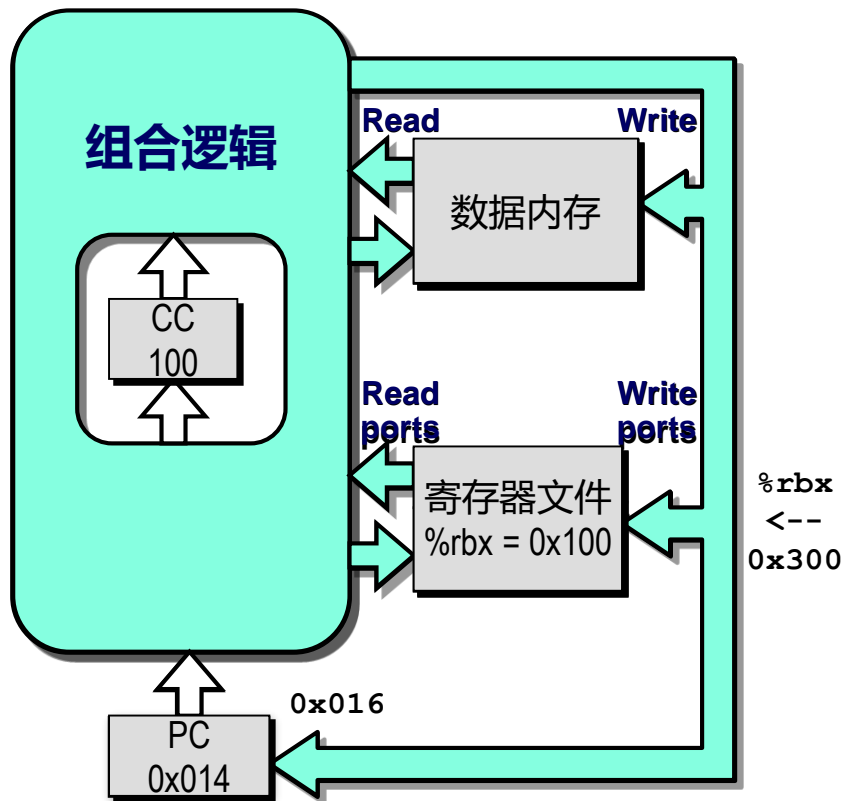 组合逻辑
CC
100
Read
Write
数据内存
Read
ports
Write
ports
寄存器文件
%rbx = 0x100
%rbx
<--
0x300
0x016
PC
0x014